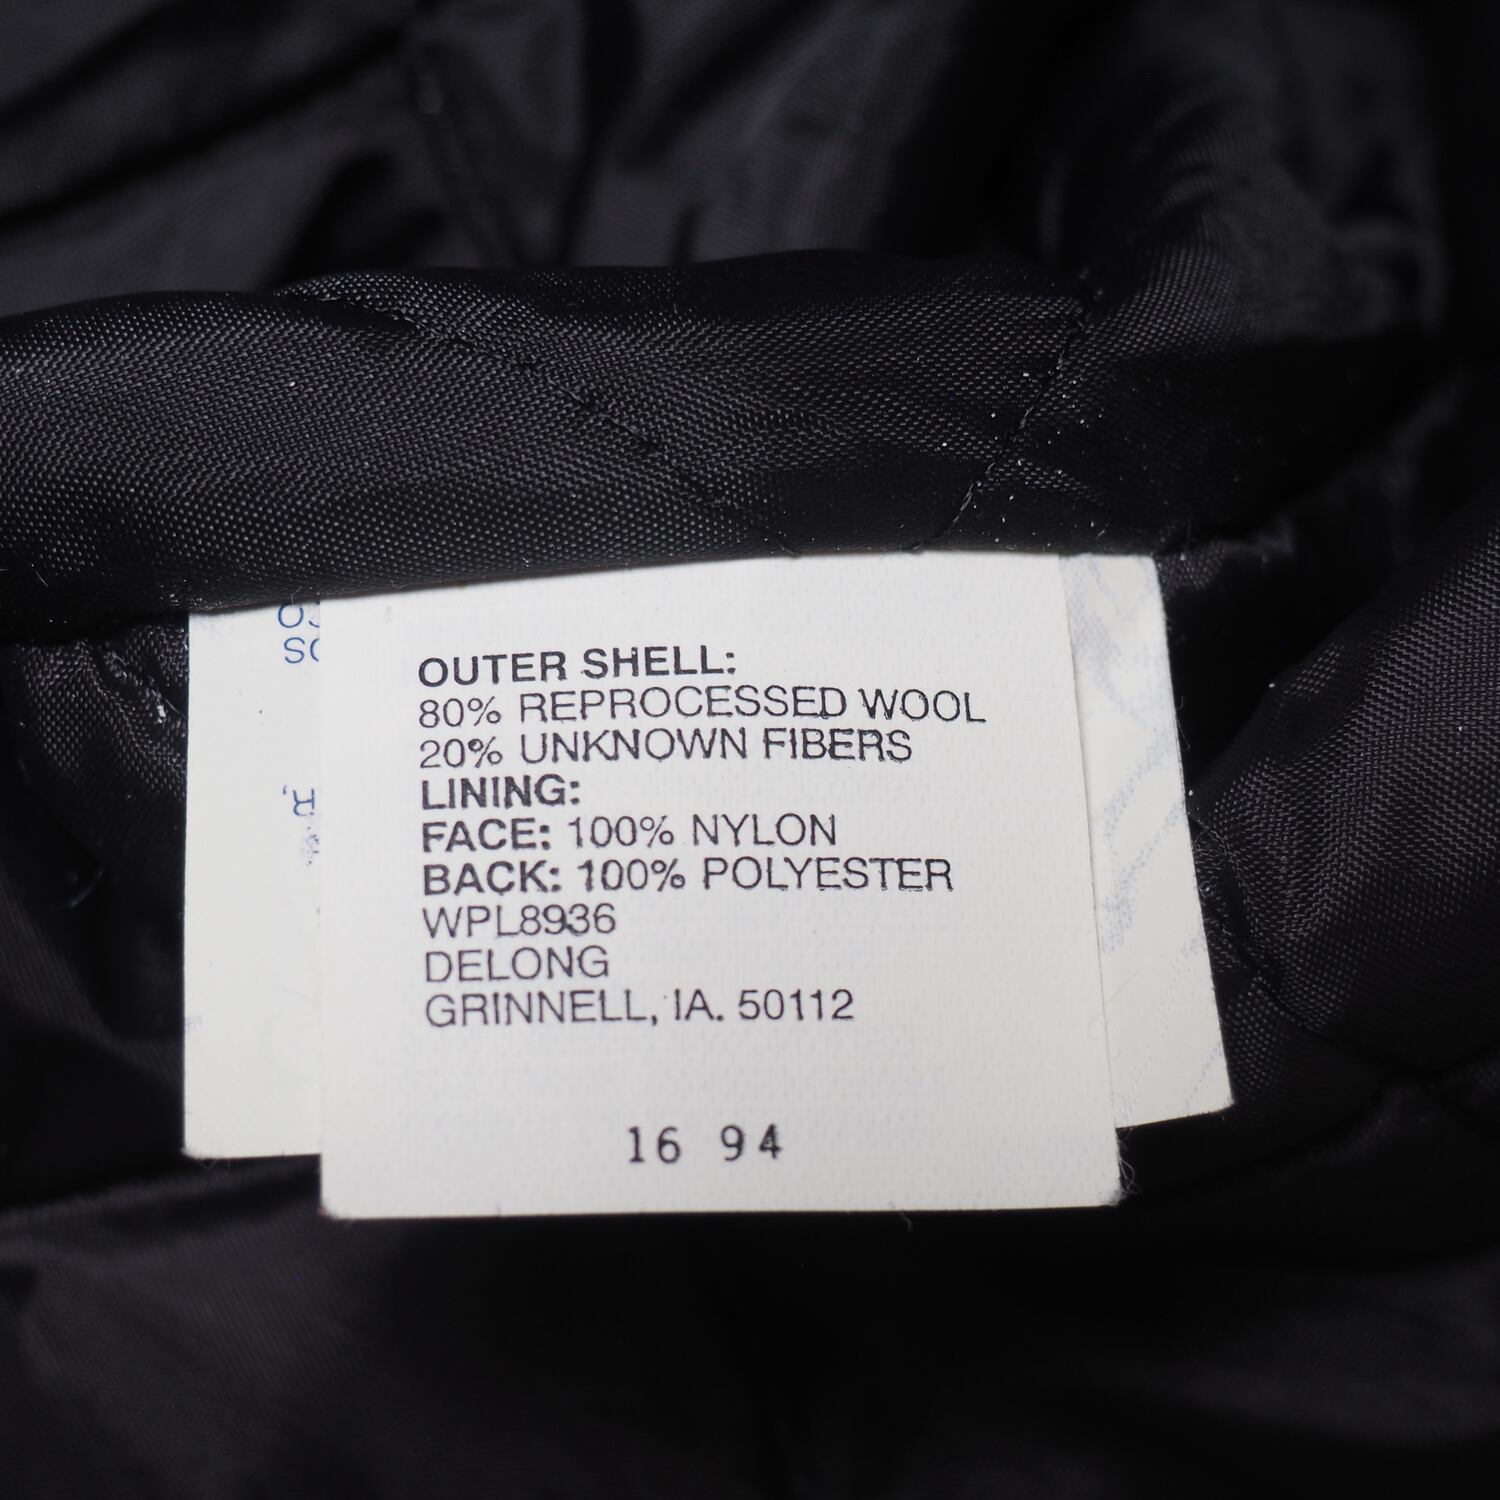 OUTER SHELL:
80% REPROCESSED WOOL
20% UNKNOWN FIBERS
LINING:
FACE: 100% NYLON
BACK: 100% POLYESTER
WPL8936
DELONG
GRINNELL, IA. 50112
16 94